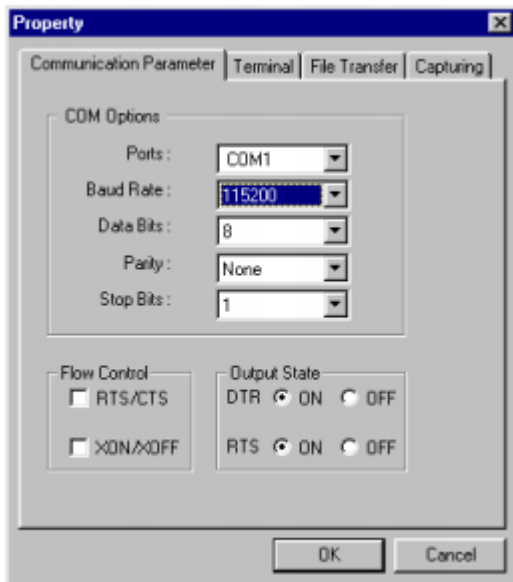 Property
Communication Parameter Terminal File Transfer Capturing
COM Options
Ports : COM1
Baud Rate : 115200
Data Bits : 8
Parity : None
Stop Bits : 1
Flow Control
RTS/CTS
XON/XOFF
Output State
DTR ON OFF
RTS ON OFF
OK Cancel